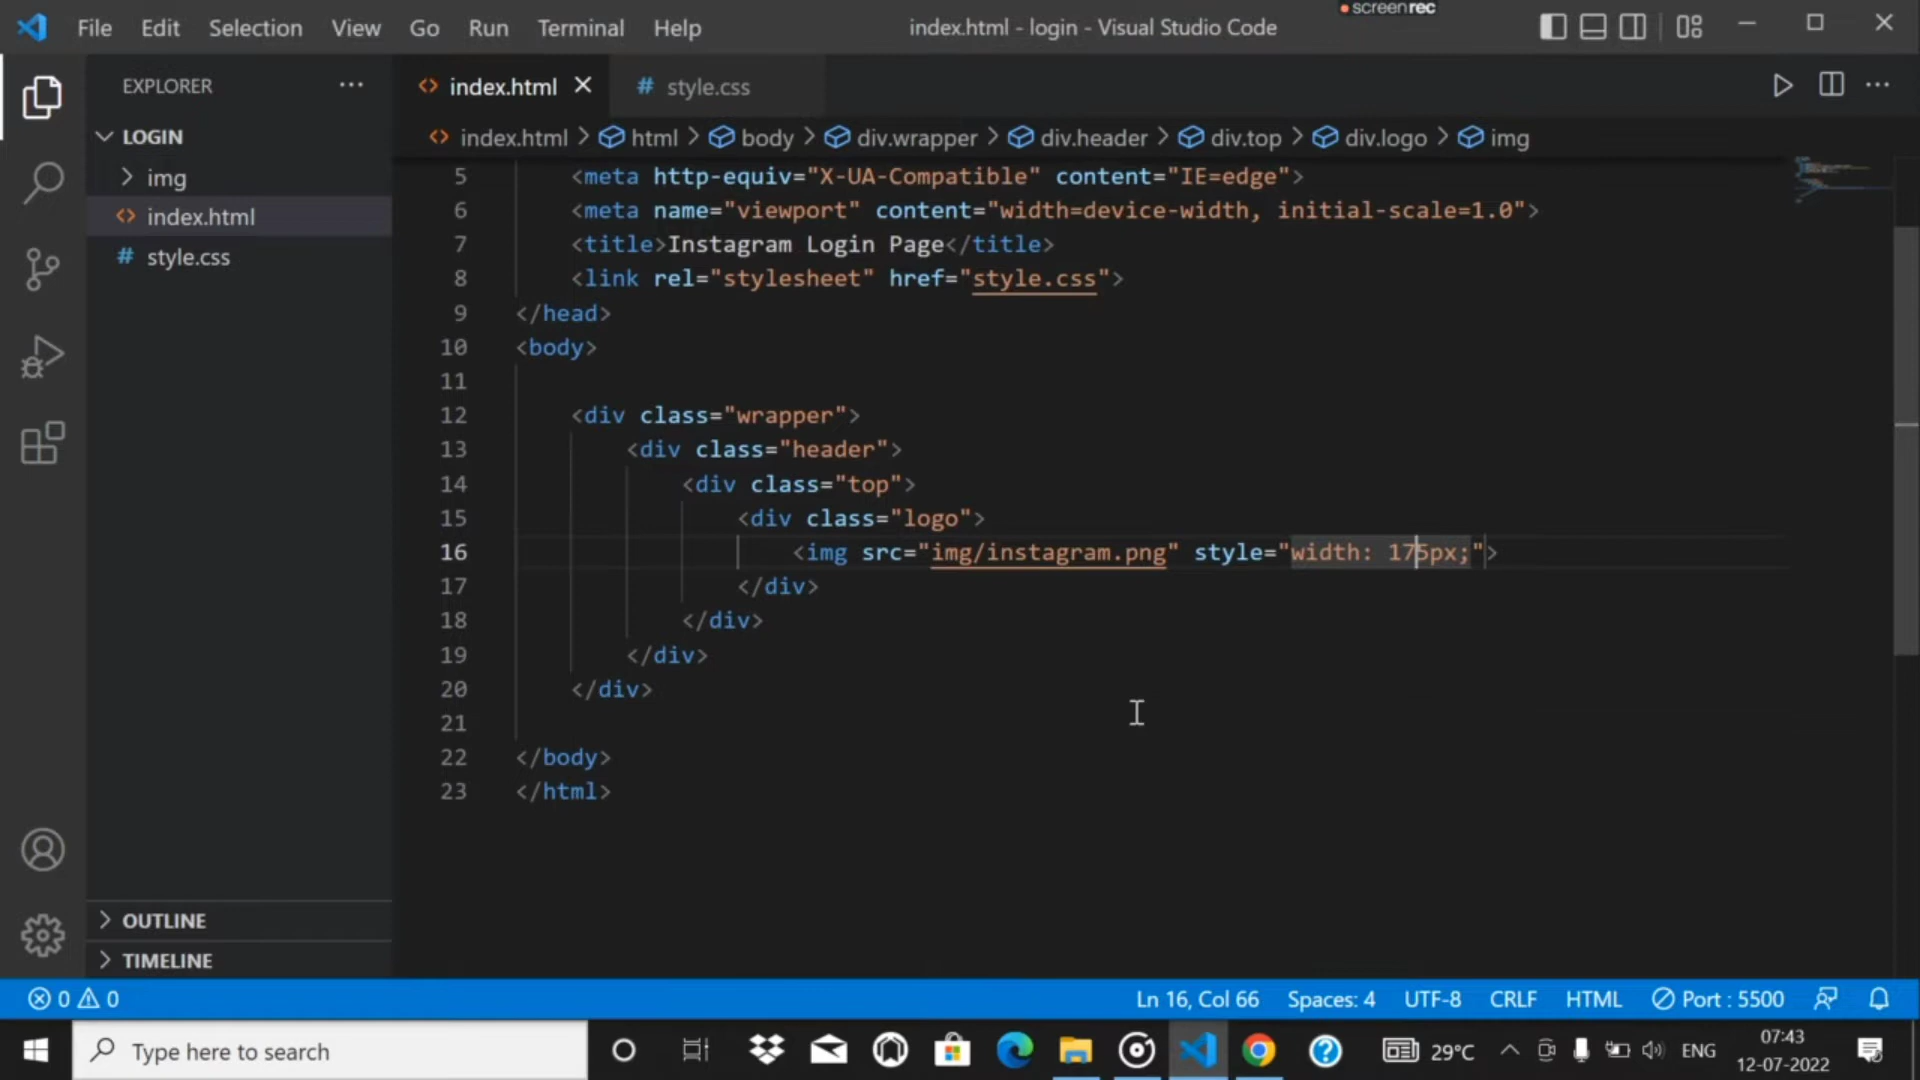 screenrec
File Edit Selection View Go Run Terminal Help
index.html - login - Visual Studio Code
EXPLORER
index.html
# style.css
LOGIN
img
index.html
# style.css
OUTLINE
TIMELINE
index.html > html > body > div.wrapper > div.header > div.top > div.logo > img
5 <meta http-equiv="X-UA-Compatible" content="IE=edge">
6 <meta name="viewport" content="width=device-width, initial-scale=1.0">
7 <title>Instagram Login Page</title>
8 <link rel="stylesheet" href="style.css">
9 </head>
10 <body>
11
12 <div class="wrapper">
13 <div class="header">
14 <div class="top">
15 <div class="logo">
16 <img src="img/instagram.png" style="width: 175px;">
17 </div>
18 </div>
19 </div>
20 </div>
21
22 </body>
23 </html>
0 0
Ln 16, Col 66 Spaces: 4 UTF-8 CRLF HTML Port : 5500
Type here to search
29°C
ENG
07:43
12-07-2022